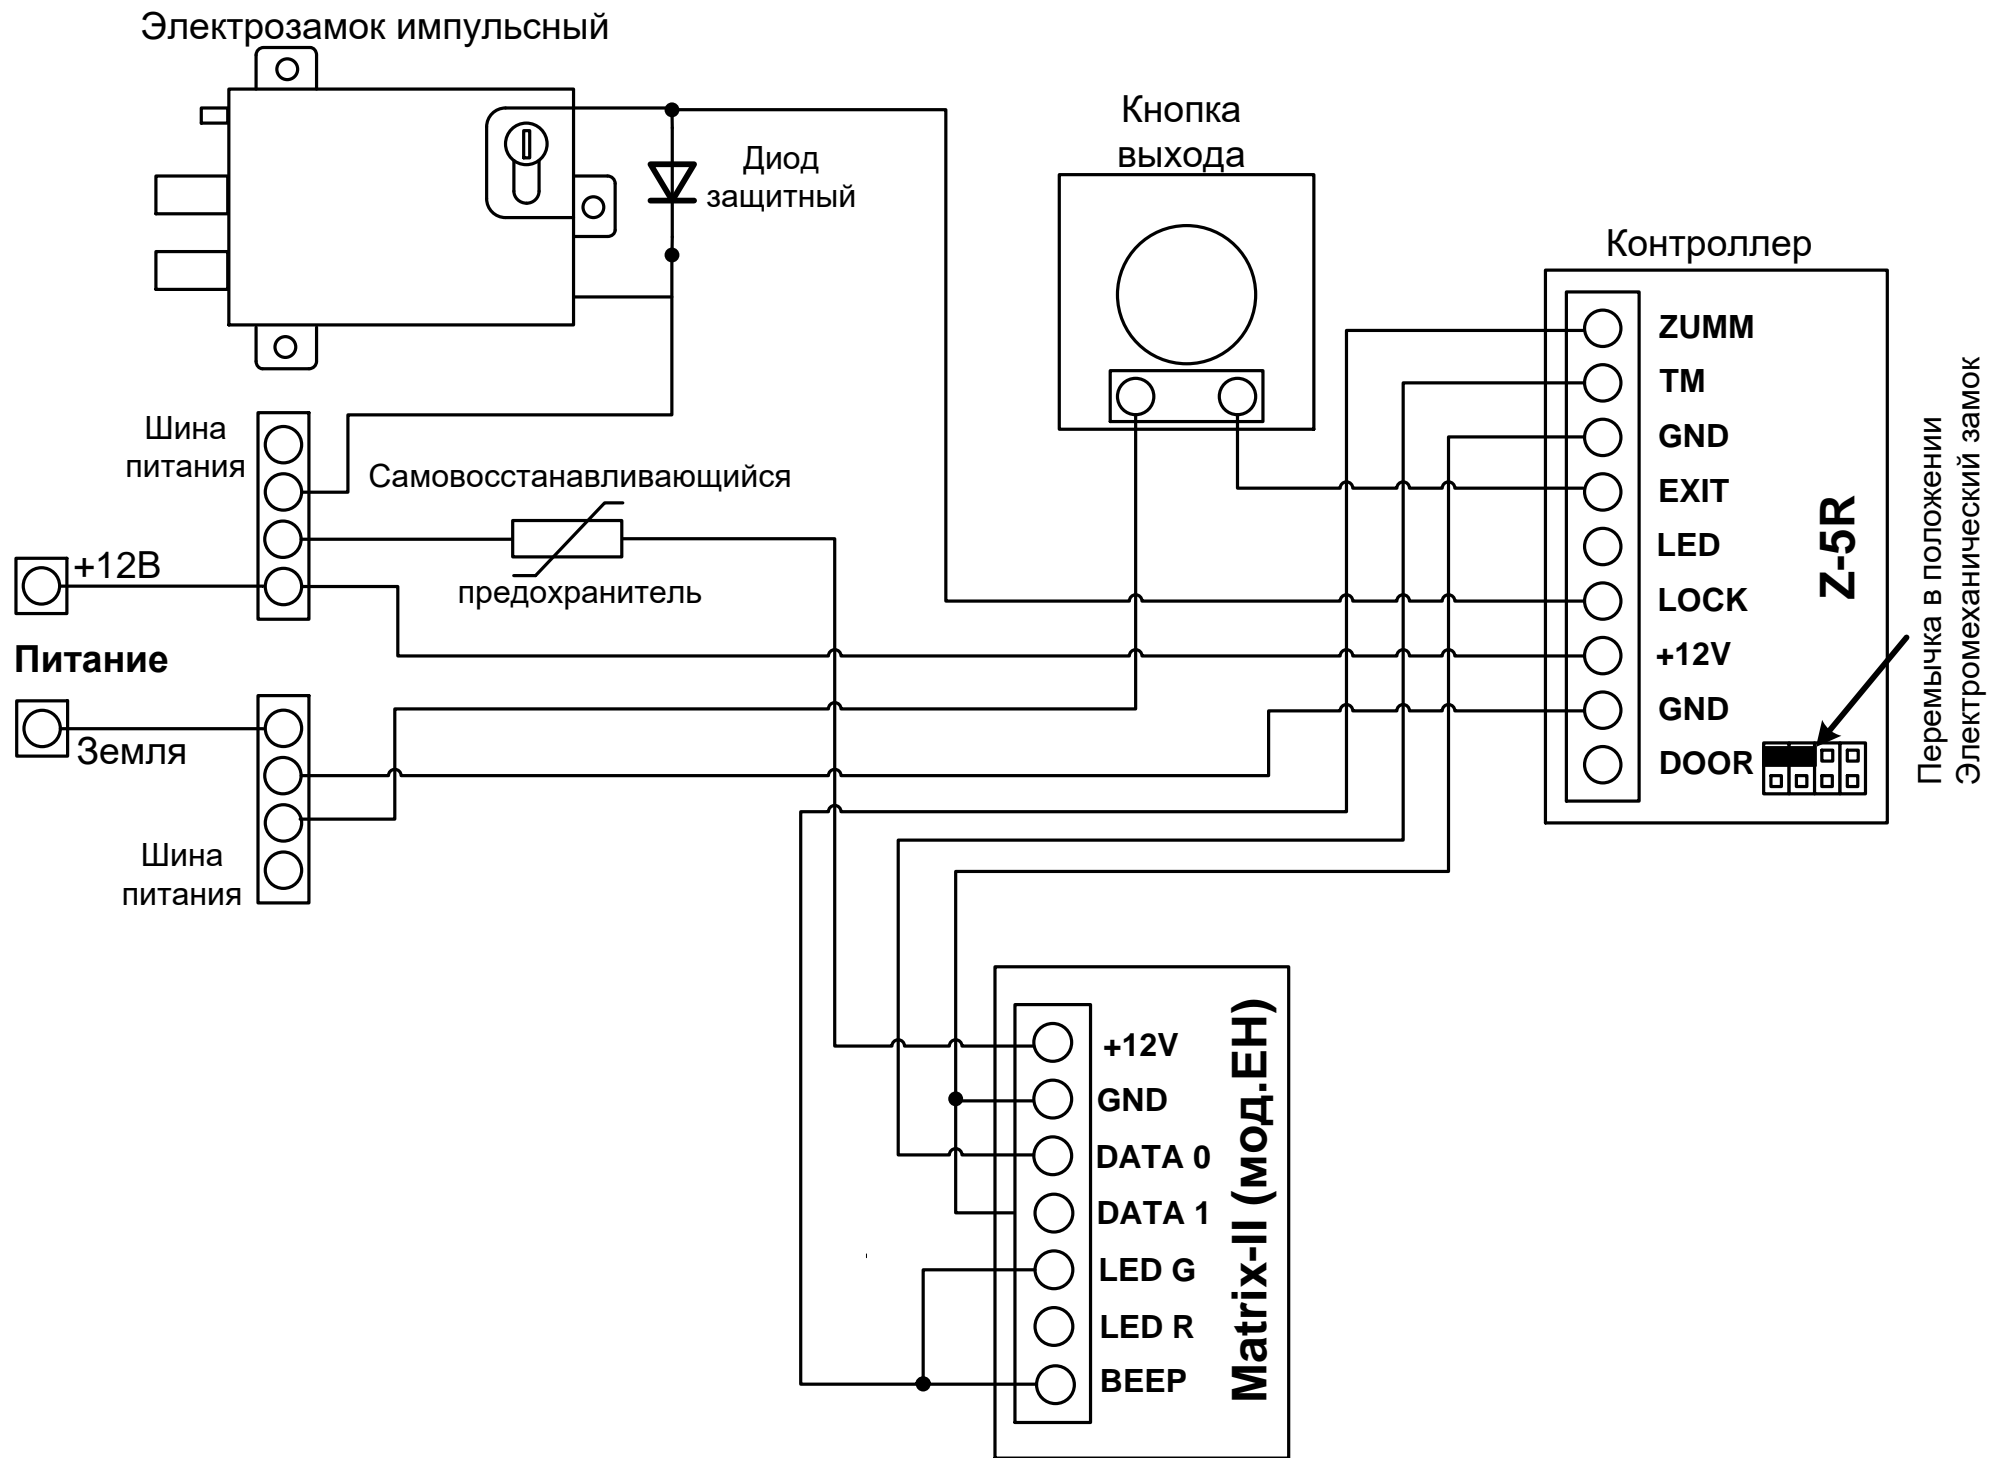 Электрозамок импульсный
Диод
защитный
Кнопка
выхода
Контроллер
ZUMM
TM
GND
EXIT
LED
LOCK
+12V
GND
DOOR
Z-5R
Перемычка в положении
Электромеханический замок
Шина
питания
Самовосстанавливающийся
предохранитель
+12В
Питание
Земля
Шина
питания
+12V
GND
DATA 0
DATA 1
LED G
LED R
BEEP
Matrix-II (мод.EH)